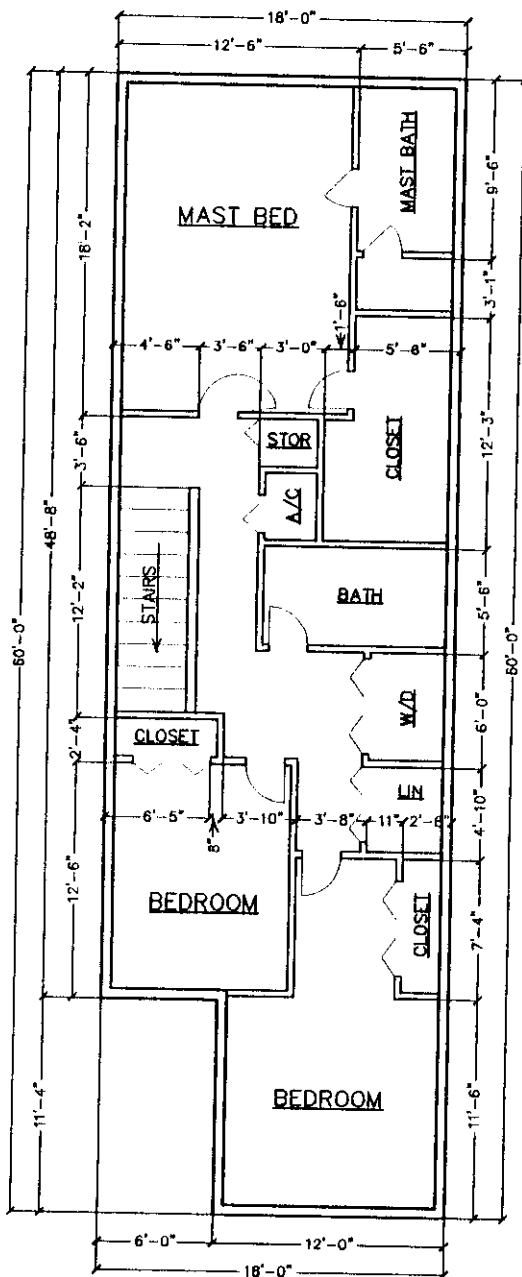 18'-0"
12'-6"
5'-6"
MAST BATH
9'-6"
MAST BED
18'-2"
3'-1"
1'-6"
4'-6"
3'-6"
3'-0"
5'-6"
STOR
CLOSET
12'-3"
3'-6"
A/C
48'-8"
60'-0"
60'-0"
STAIRS
12'-2"
BATH
5'-6"
W/D
6'-0"
CLOSET
2'-4"
LIN
4'-10"
6'-5"
8"
3'-10"
3'-8"
11"
2'-8"
12'-6"
BEDROOM
CLOSET
7'-4"
BEDROOM
11'-4"
11'-6"
6'-0"
12'-0"
18'-0"